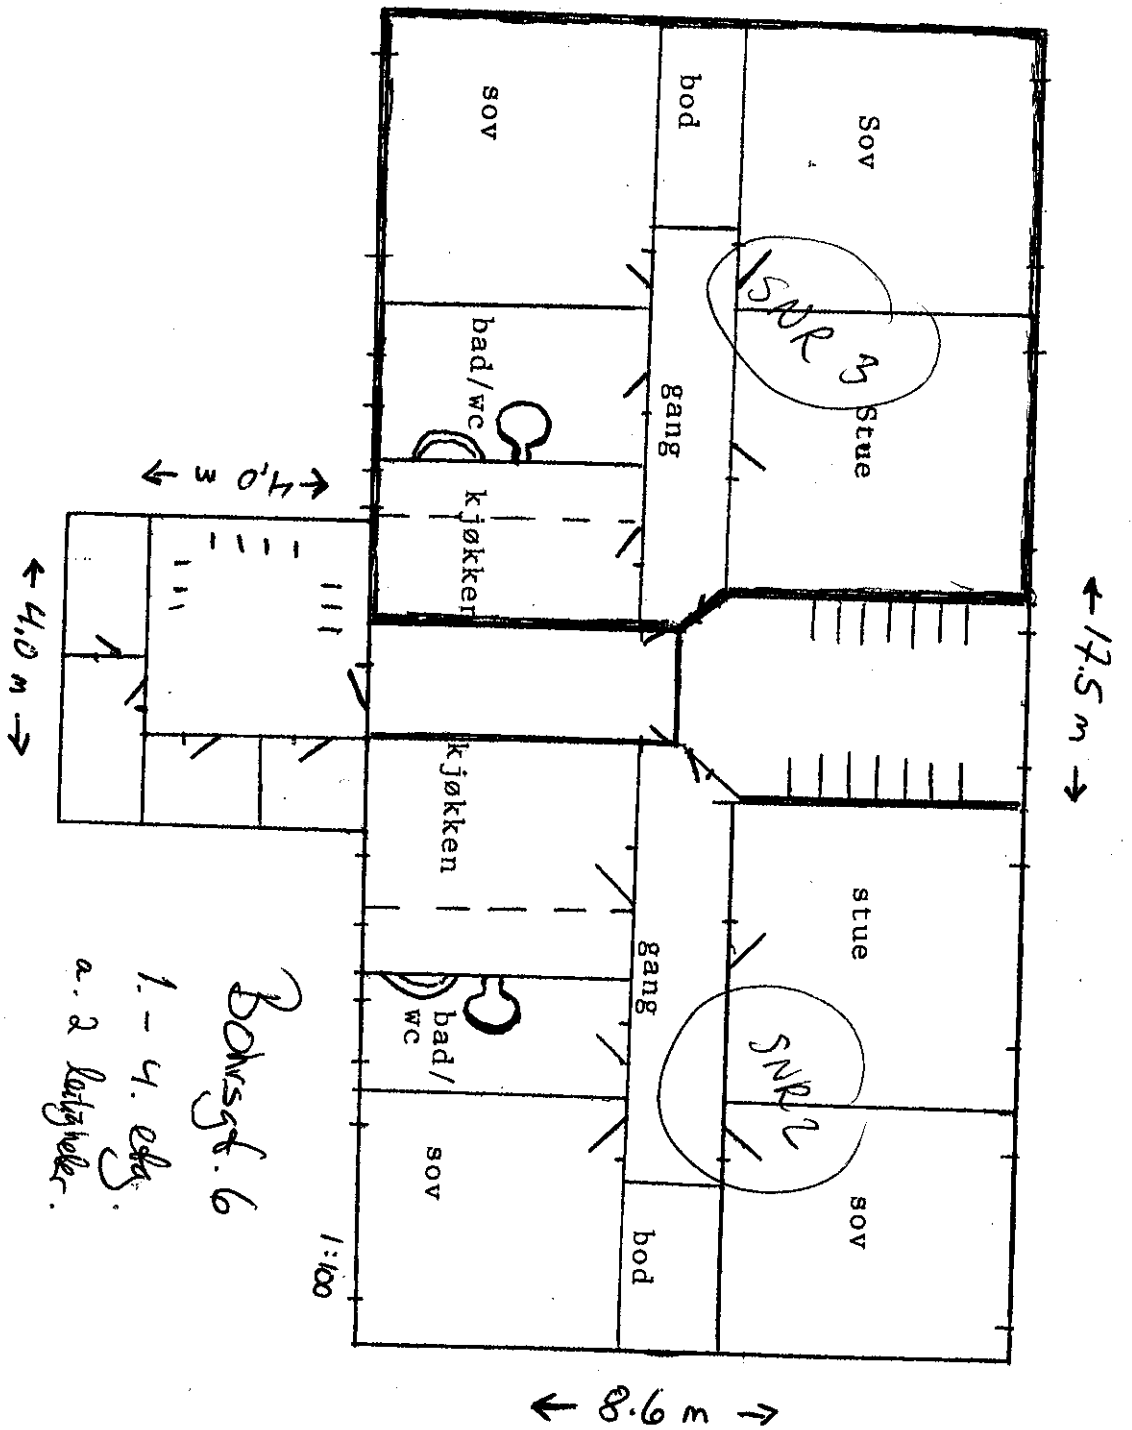 sov
bod
Sov
SNR 3
bad/wc
gang
Stue
kjøkken
← 4,0 m →
← 4,0 m →
← 17.5 m →
kjøkken
gang
stue
SNR 2
bad/
wc
sov
bod
sov
1:100
← 8.6 m →
Bohrsgt. 6
1. - 4. etg.
a. 2 leiligheter.